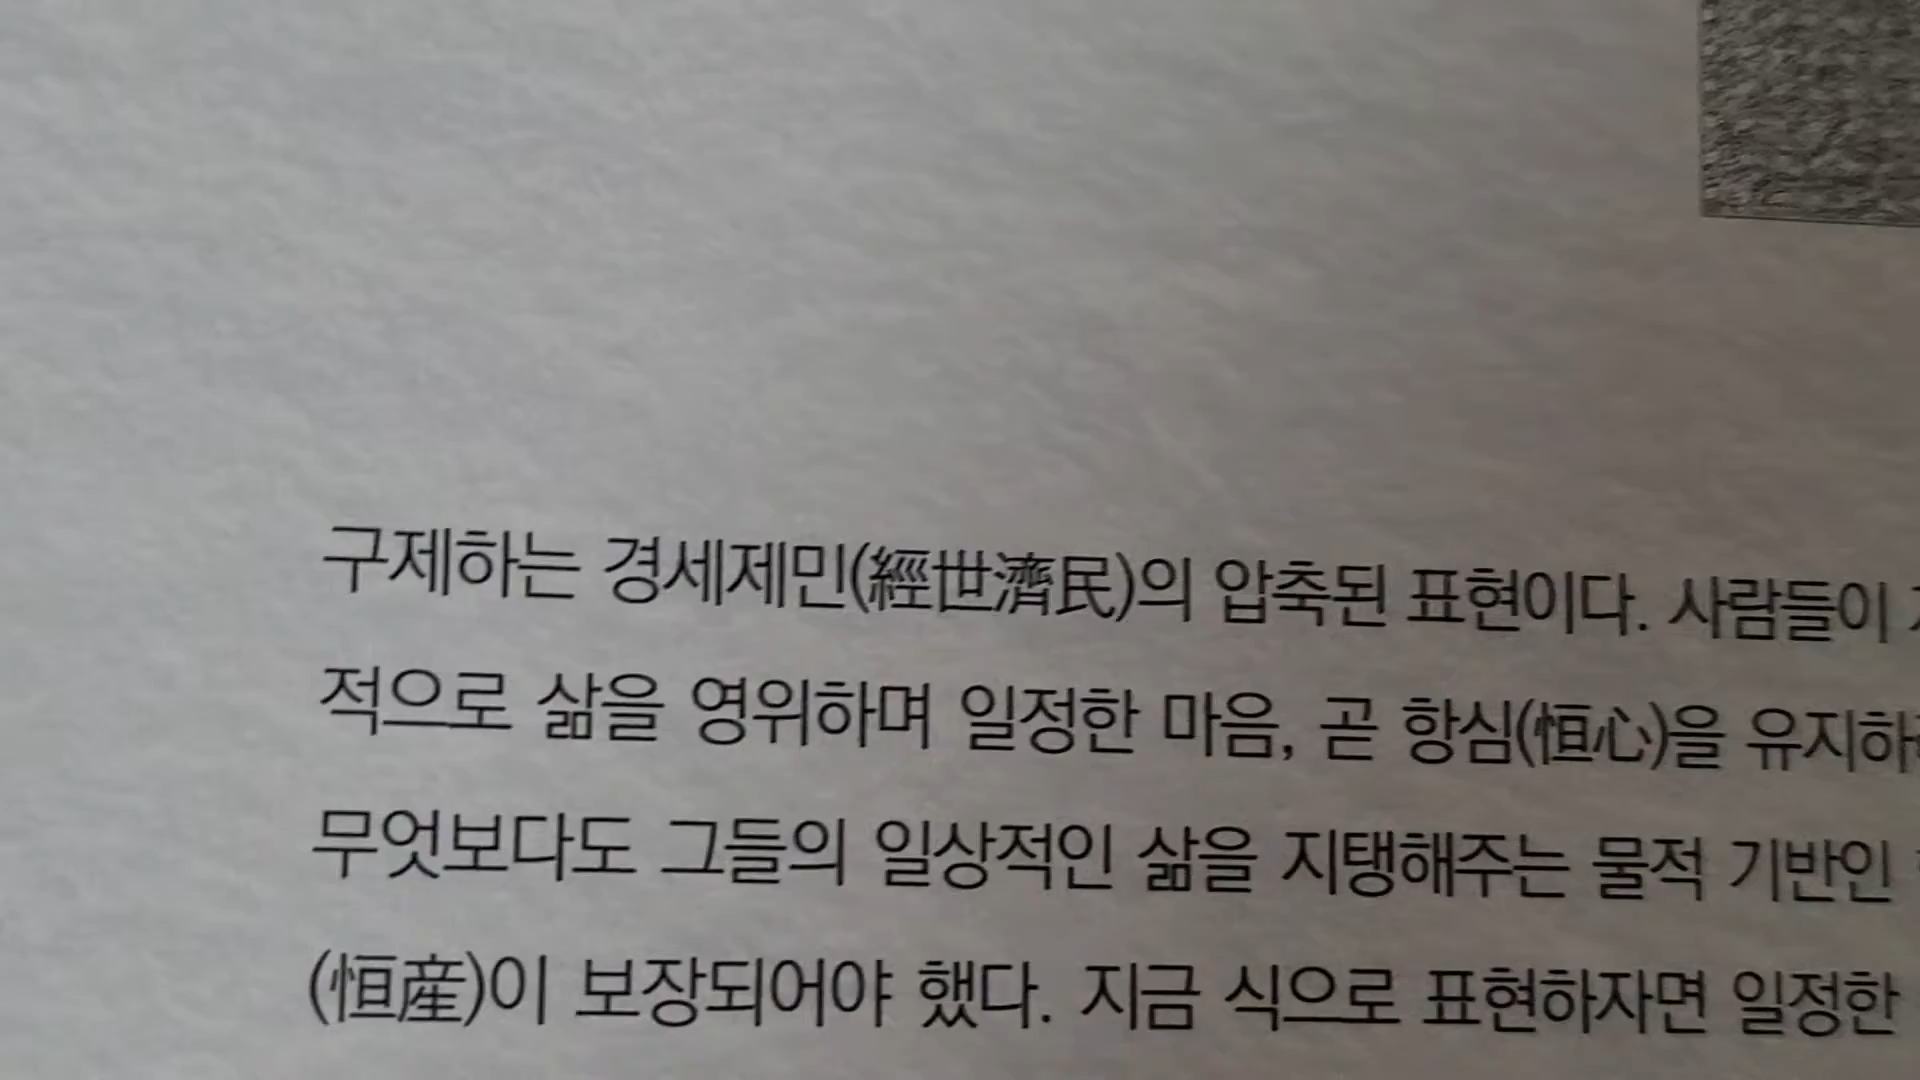 구제하는 경세제민(經世濟民)의 압축된 표현이다. 사람들이
적으로 삶을 영위하며 일정한 마음, 곧 항심(恒心)을 유지하
무엇보다도 그들의 일상적인 삶을 지탱해주는 물적 기반인
(恒産)이 보장되어야 했다. 지금 식으로 표현하자면 일정한